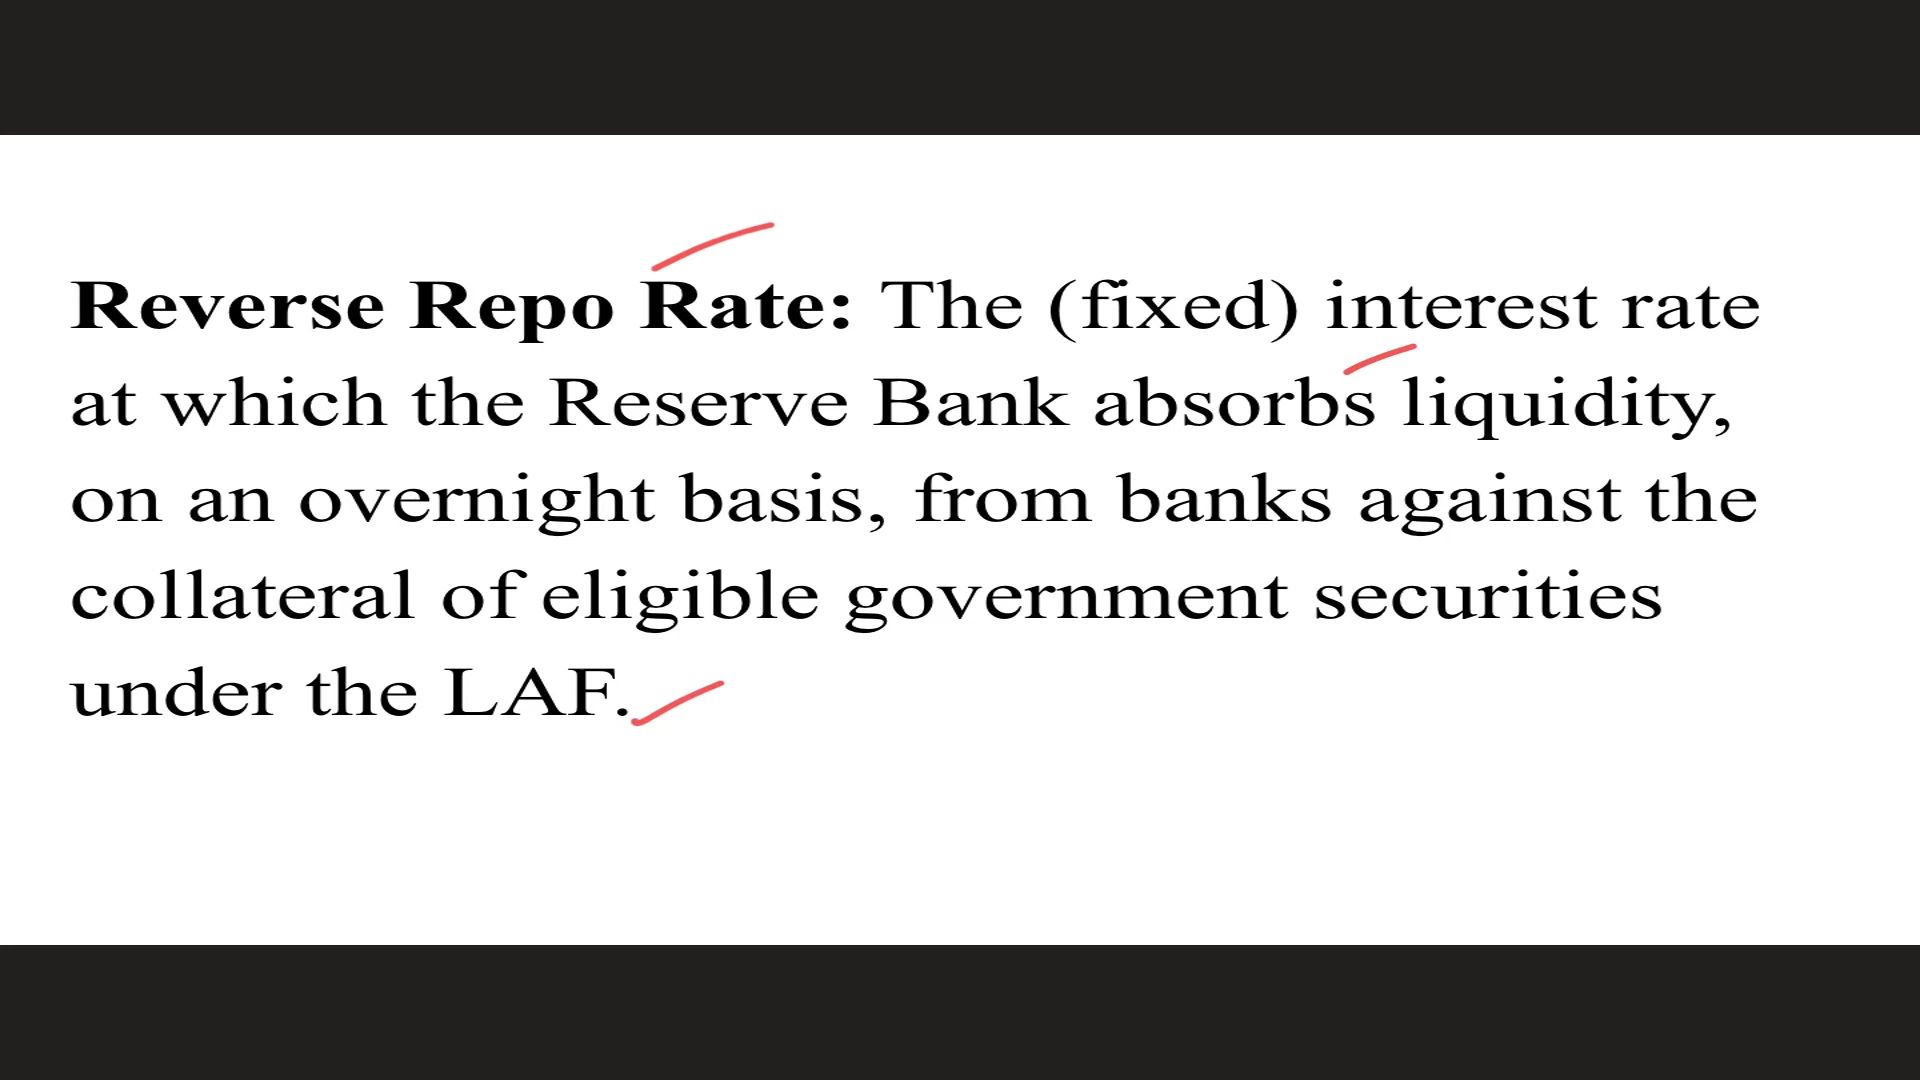 Reverse Repo Rate: The (fixed) interest rate
at which the Reserve Bank absorbs liquidity,
on an overnight basis, from banks against the
collateral of eligible government securities
under the LAF.